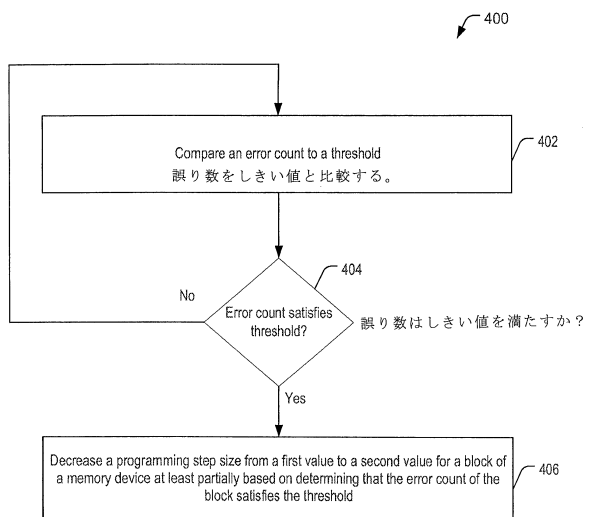 400
Compare an error count to a threshold
誤り数をしきい値と比較する。
402
404
No
Error count satisfies
threshold?
誤り数はしきい値を満たすか？
Yes
Decrease a programming step size from a first value to a second value for a block of
a memory device at least partially based on determining that the error count of the
block satisfies the threshold
406